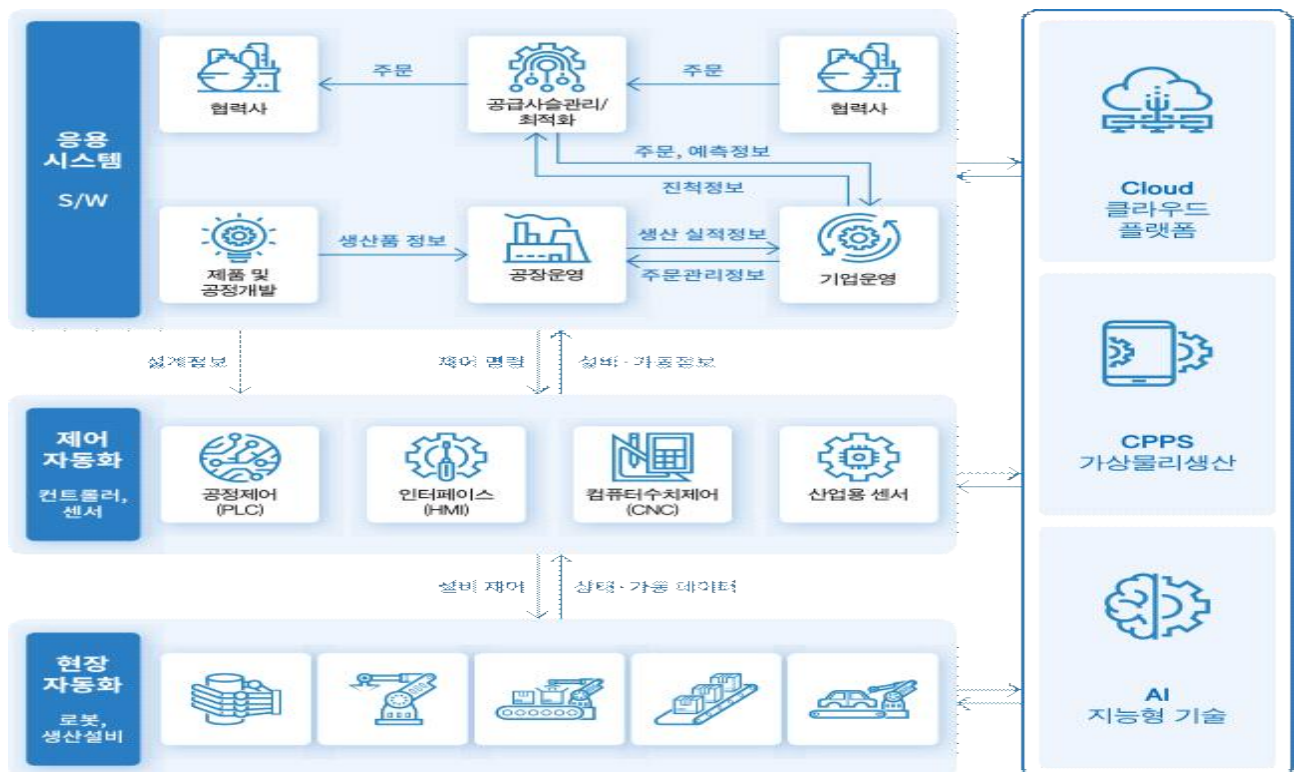 응용
시스템
S/W
협력사
주문
공급사슬관리/
최적화
주문
협력사
주문, 예측정보
진척정보
제품 및
공정개발
생산품 정보
공장운영
생산 실적정보
주문관리정보
기업운영
설계정보
제어 명령
설비·가동정보
제어
자동화
컨트롤러,
센서
공정제어
(PLC)
인터페이스
(HMI)
컴퓨터수치제어
(CNC)
산업용 센서
설비 제어
상태·가동 데이터
현장
자동화
로봇,
생산설비
Cloud
클라우드
플랫폼
CPPS
가상물리생산
AI
지능형 기술